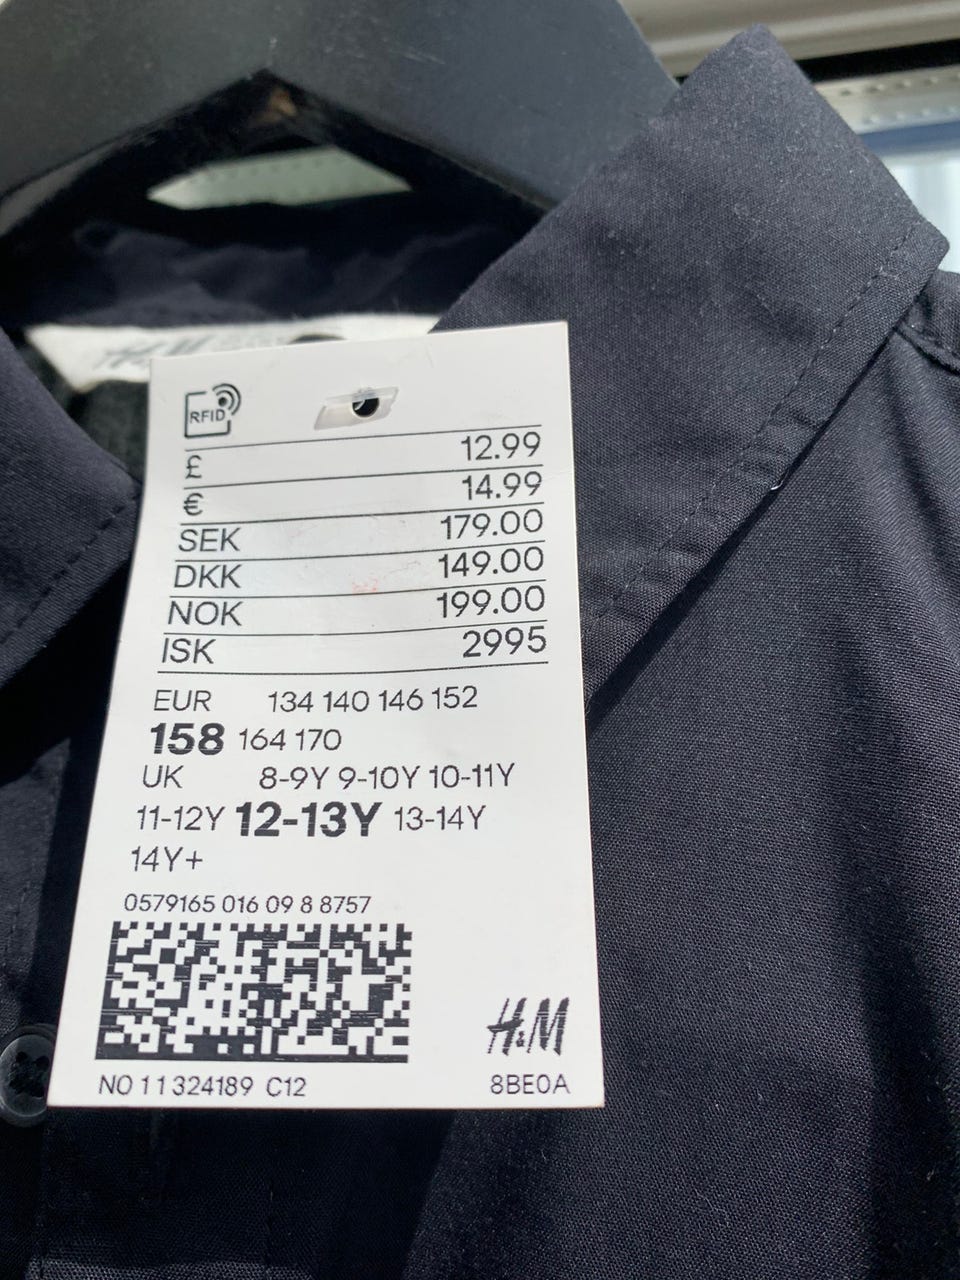 H&M
RFID
£ 12.99
€ 14.99
SEK 179.00
DKK 149.00
NOK 199.00
ISK 2995
EUR 134 140 146 152
158 164 170
UK 8-9Y 9-10Y 10-11Y
11-12Y 12-13Y 13-14Y
14Y+
0579165 016 09 8 8757
H&M
NO 11324189 C12 8BE0A